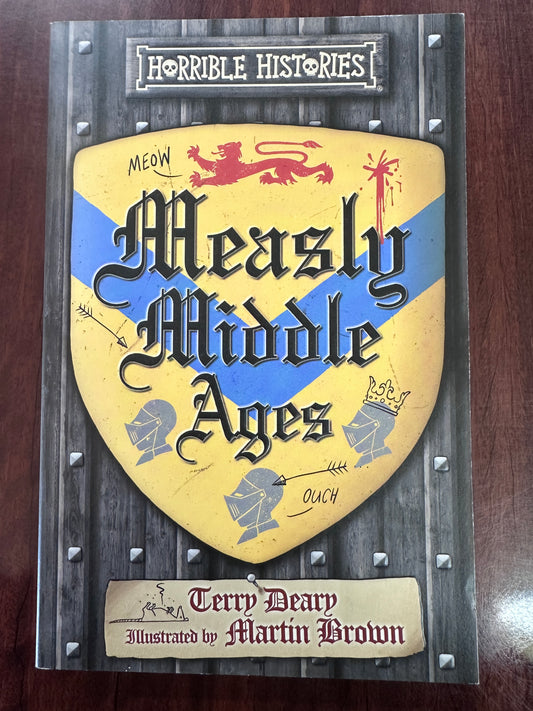 HORRIBLE HISTORIES
®
MEOW
Measly
Middle
Ages
OUCH
Terry Deary
Illustrated by Martin Brown